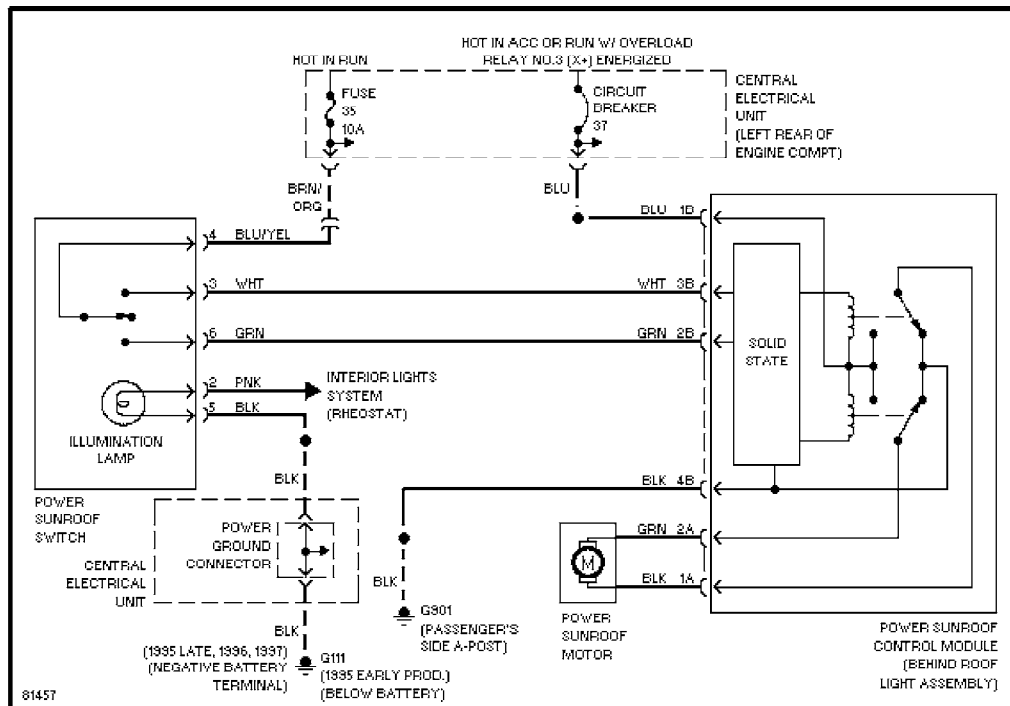 HOT IN ACC OR RUN W/ OVERLOAD
RELAY NO.3 (X+) ENERGIZED
HOT IN RUN
FUSE
35
10A
CIRCUIT
BREAKER
37
CENTRAL
ELECTRICAL
UNIT
(LEFT REAR OF
ENGINE COMPT)
BRN/
ORG
BLU
BLU 1B
4 BLU/YEL
3 WHT
WHT 3B
6 GRN
GRN 2B
SOLID
STATE
2 PNK
INTERIOR LIGHTS
SYSTEM
(RHEOSTAT)
5 BLK
ILLUMINATION
LAMP
BLK
BLK 4B
POWER
SUNROOF
SWITCH
POWER
GROUND
CONNECTOR
CENTRAL
ELECTRICAL
UNIT
GRN 2A
M
BLK 1A
BLK
G901
(PASSENGER'S
SIDE A-POST)
POWER
SUNROOF
MOTOR
POWER SUNROOF
CONTROL MODULE
(BEHIND ROOF
LIGHT ASSEMBLY)
BLK
(1995 LATE, 1996, 1997)
(NEGATIVE BATTERY
TERMINAL)
G111
(1995 EARLY PROD.)
(BELOW BATTERY)
81457